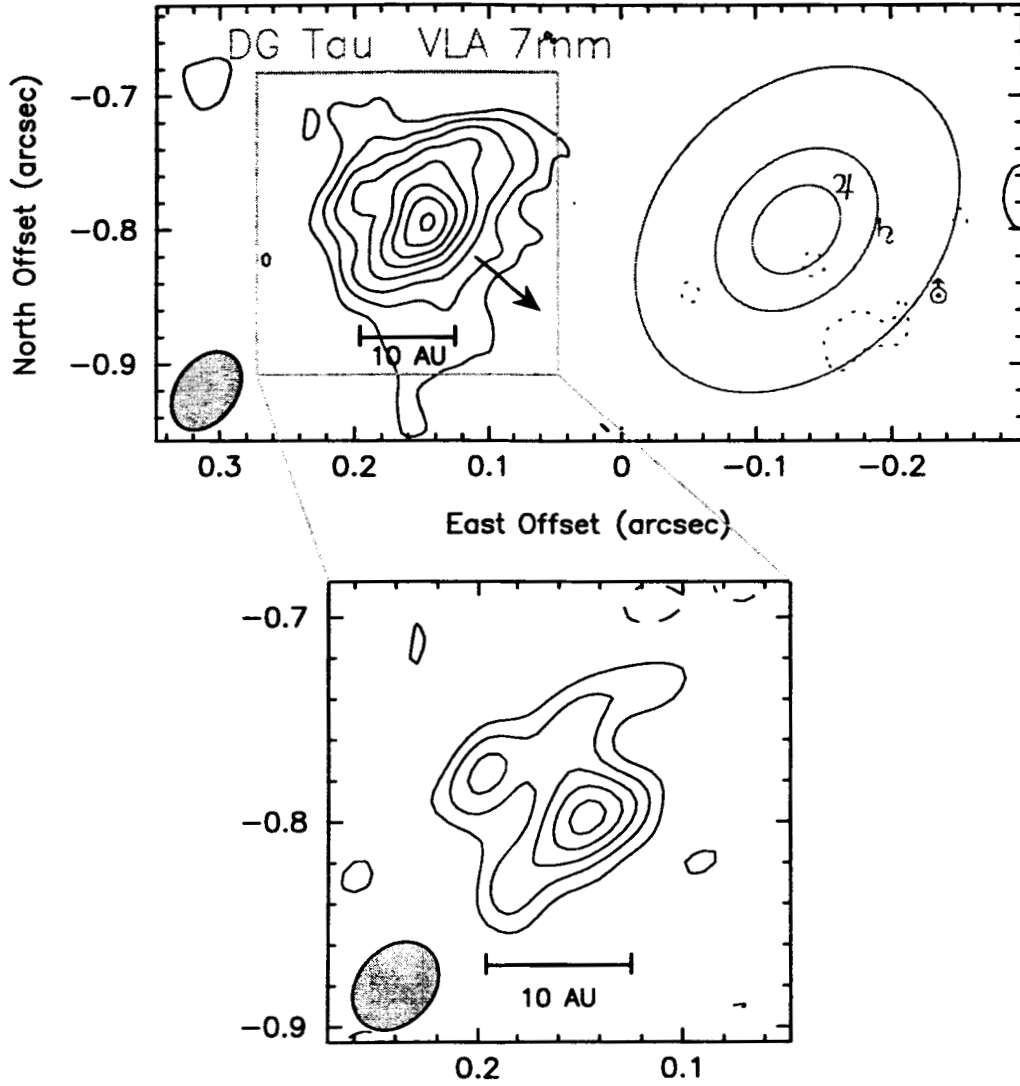 DG Tau VLA 7mm
North Offset (arcsec)
−0.7
−0.8
−0.9
♃
♄
⛢
10 AU
0.3 0.2 0.1 0 −0.1 −0.2
East Offset (arcsec)
−0.7
−0.8
−0.9
10 AU
0.2 0.1